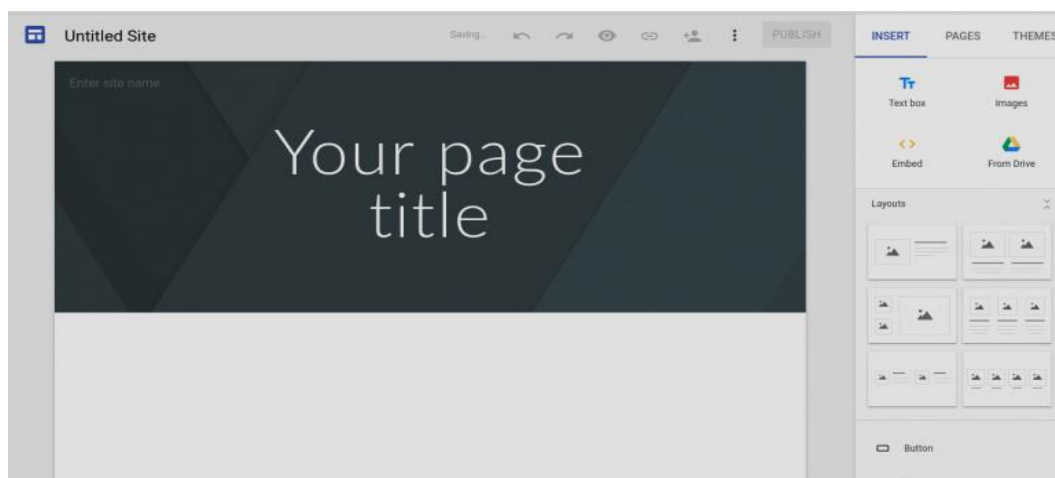 Untitled Site
Saving...
PUBLISH
INSERT PAGES THEMES
Enter site name
Your page
title
Text box Images
Embed From Drive
Layouts
Button